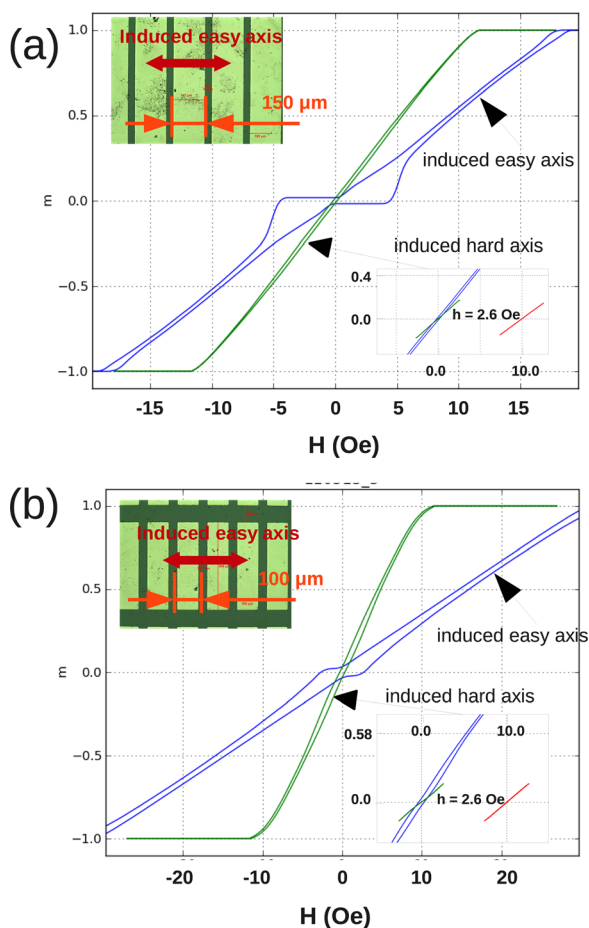 (a)
Induced easy axis
150 μm
1.0
0.5
0.0
−0.5
−1.0
m
induced easy axis
induced hard axis
0.4
0.0
h = 2.6 Oe
0.0
10.0
-15
-10
-5
0
5
10
15
H (Oe)
(b)
Induced easy axis
100 μm
1.0
0.5
0.0
−0.5
−1.0
m
induced easy axis
induced hard axis
0.58
0.0
10.0
0.0
h = 2.6 Oe
-20
-10
0
10
20
H (Oe)